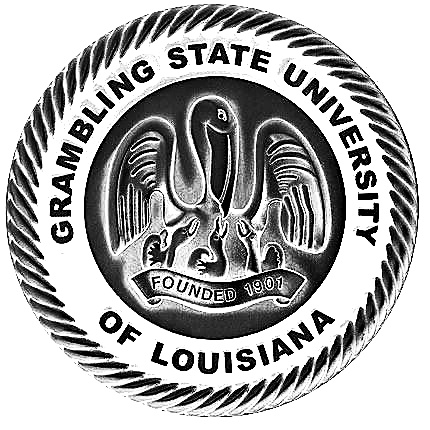 GRAMBLING STATE UNIVERSITY
OF LOUISIANA
FOUNDED 1901